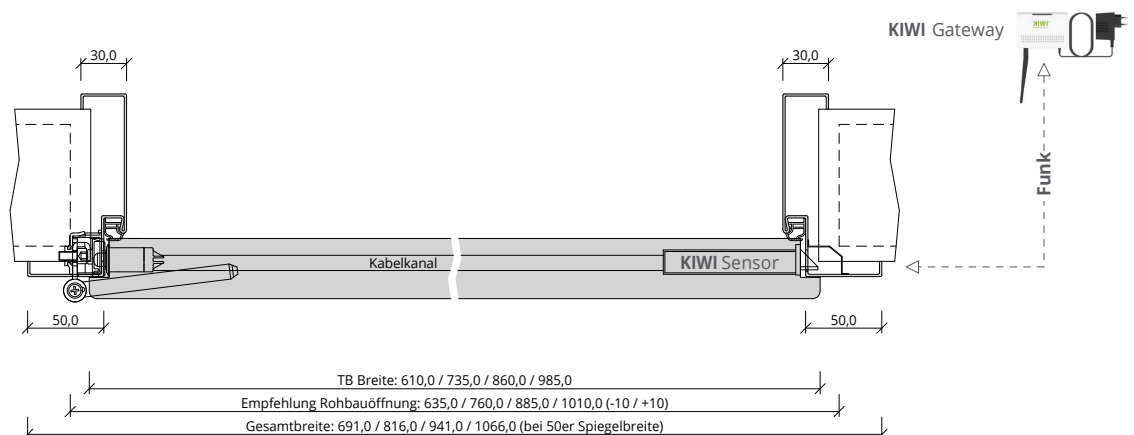 KIWI Gateway
KIWI
30,0
30,0
Funk
Kabelkanal
KIWI Sensor
50,0
50,0
TB Breite: 610,0 / 735,0 / 860,0 / 985,0
Empfehlung Rohbauöffnung: 635,0 / 760,0 / 885,0 / 1010,0 (-10 / +10)
Gesamtbreite: 691,0 / 816,0 / 941,0 / 1066,0 (bei 50er Spiegelbreite)